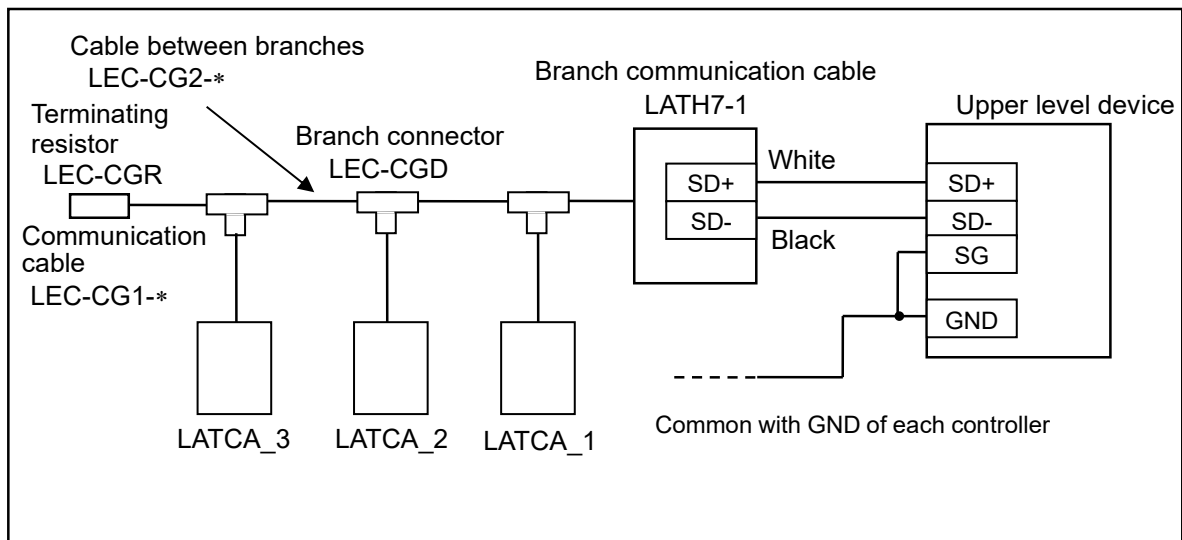 Cable between branches
LEC-CG2-*
Branch communication cable
LATH7-1
Upper level device
Terminating
resistor
LEC-CGR
Branch connector
LEC-CGD
White
SD+
SD+
SD-
SD-
Black
SG
GND
Communication
cable
LEC-CG1-*
LATCA_3
LATCA_2
LATCA_1
Common with GND of each controller